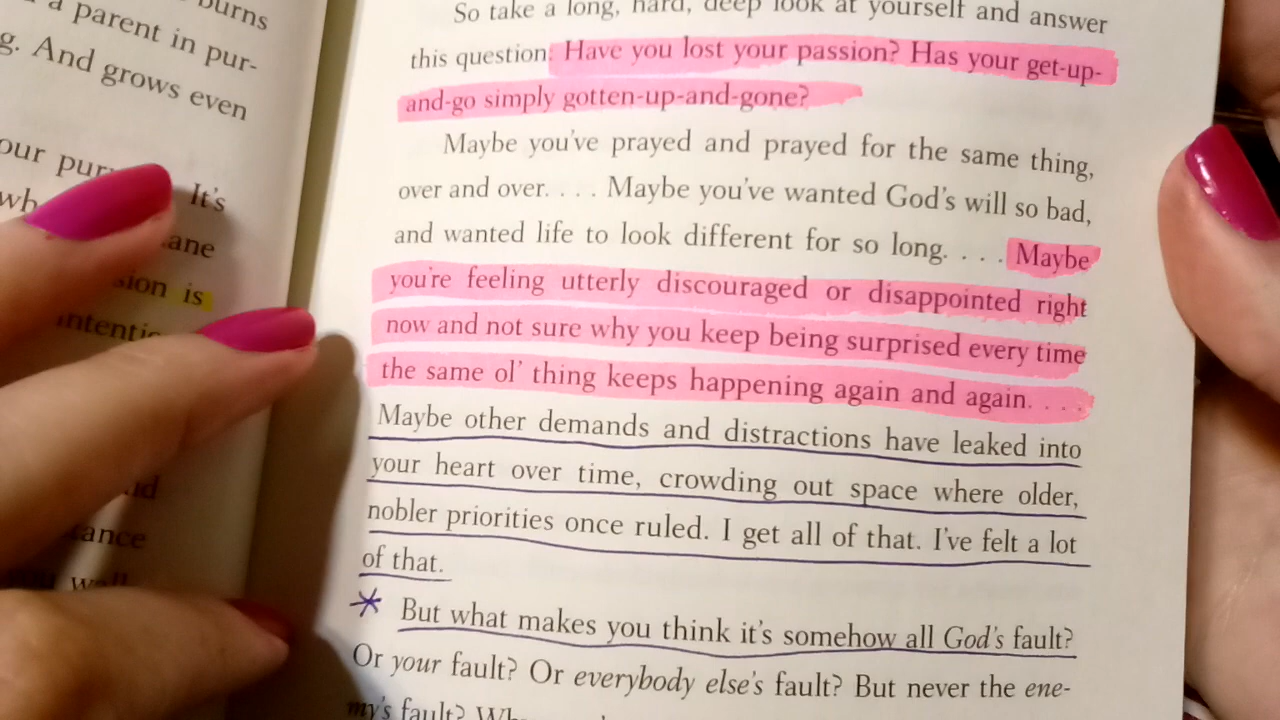 burns
a parent in pur-
g. And grows even
our It's
ane
sion is
intentio
nd
tance
So take a long, hard, deep look at yourself and answer
this question: Have you lost your passion? Has your get-up-
and-go simply gotten-up-and-gone?
Maybe you've prayed and prayed for the same thing,
over and over. . . . Maybe you've wanted God's will so bad,
and wanted life to look different for so long. . . . Maybe
you're feeling utterly discouraged or disappointed right
now and not sure why you keep being surprised every time
the same ol' thing keeps happening again and again. . . .
Maybe other demands and distractions have leaked into
your heart over time, crowding out space where older,
nobler priorities once ruled. I get all of that. I've felt a lot
of that.
* But what makes you think it's somehow all God's fault?
Or your fault? Or everybody else's fault? But never the ene-
my's fault?